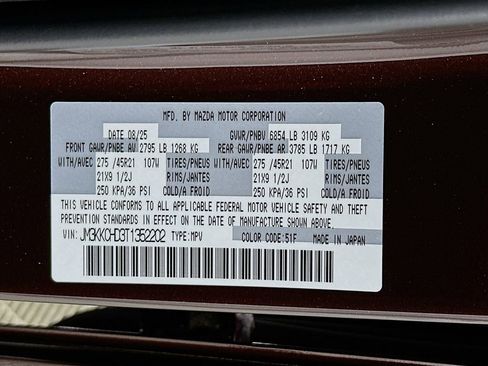 MFD. BY MAZDA MOTOR CORPORATION
DATE 08/25 GVWR/PNBV 6854 LB 3109 KG
FRONT GAWR/PNBE AV 2795 LB 1268 KG REAR GAWR/PNBE AR 3785 LB 1717 KG
WITH/AVEC 275 /45R21 107W TIRES/PNEUS WITH/AVEC 275 /45R21 107W TIRES/PNEUS
21X9 1/2J RIMS/JANTES 21X9 1/2J RIMS/JANTES
250 KPA/36 PSI COLD/A FROID 250 KPA/36 PSI COLD/A FROID
THIS VEHICLE CONFORMS TO ALL APPLICABLE FEDERAL MOTOR VEHICLE SAFETY AND THEFT
PREVENTION STANDARDS IN EFFECT ON THE DATE OF MANUFACTURE SHOWN ABOVE.
VIN: JM3KKCHD3T1352202 TYPE:MPV COLOR CODE:51F MADE IN JAPAN